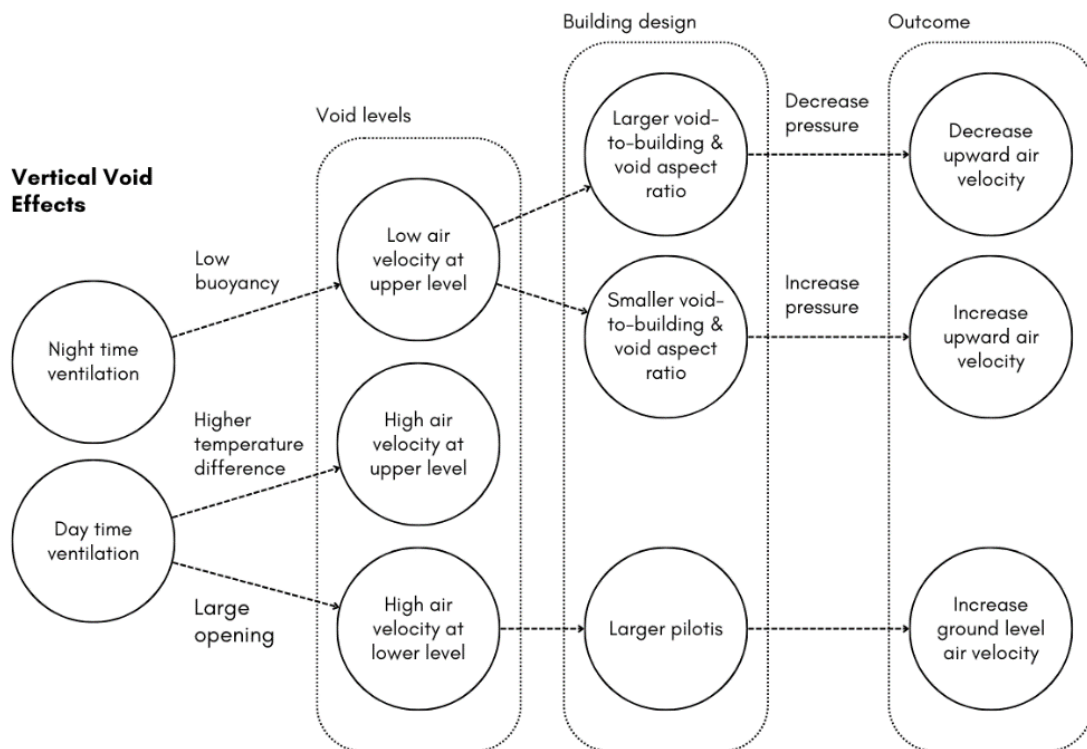 Building design
Outcome
Void levels
Vertical Void
Effects
Low
buoyancy
Night time
ventilation
Higher
temperature
difference
Day time
ventilation
Large
opening
Low air
velocity at
upper level
High air
velocity at
upper level
High air
velocity at
lower level
Larger void-
to-building &
void aspect
ratio
Smaller void-
to-building &
void aspect
ratio
Larger pilotis
Decrease
pressure
Increase
pressure
Decrease
upward air
velocity
Increase
upward air
velocity
Increase
ground level
air velocity